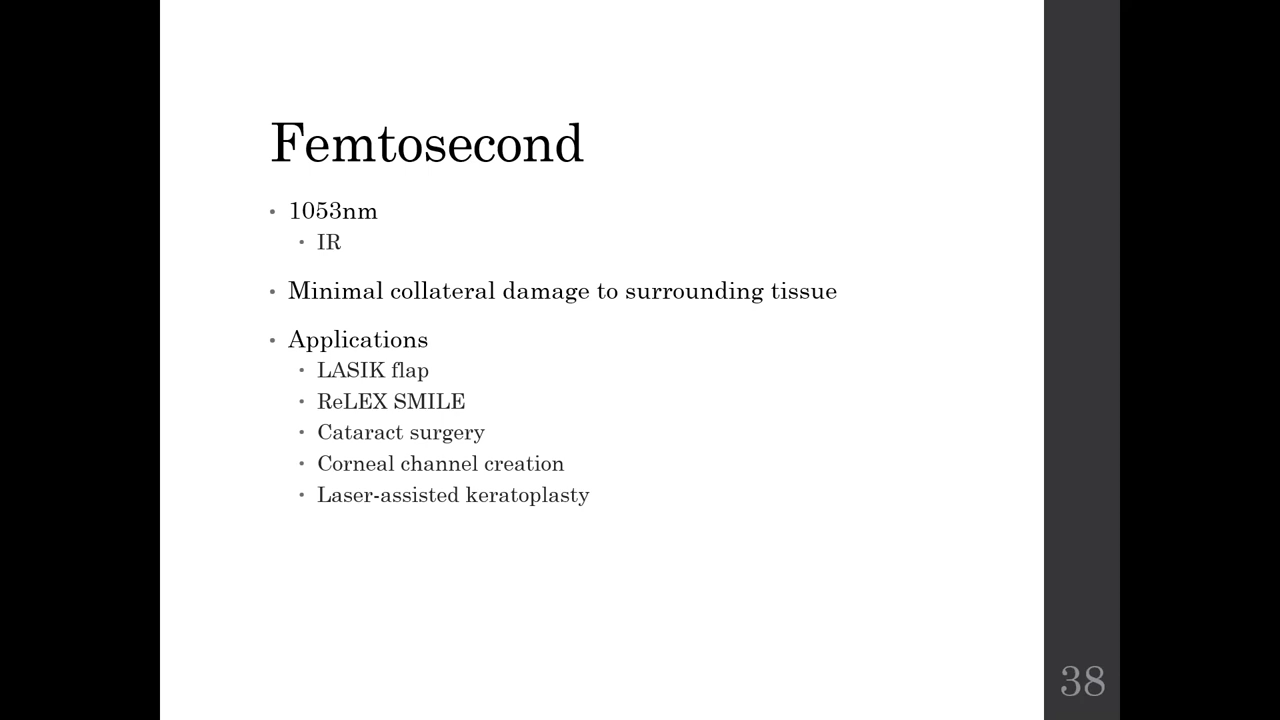 Femtosecond
• 1053nm
• IR
• Minimal collateral damage to surrounding tissue
• Applications
• LASIK flap
• ReLEX SMILE
• Cataract surgery
• Corneal channel creation
• Laser-assisted keratoplasty
38